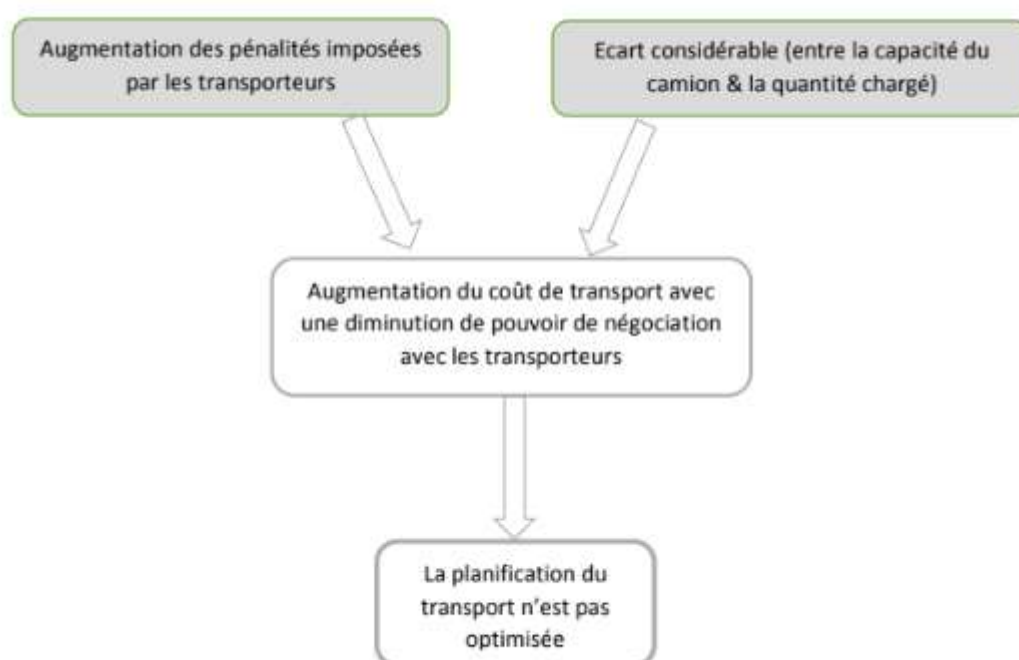 Augmentation des pénalités imposées
par les transporteurs
Ecart considérable (entre la capacité du
camion & la quantité chargé)
Augmentation du coût de transport avec
une diminution de pouvoir de négociation
avec les transporteurs
La planification du
transport n'est pas
optimisée